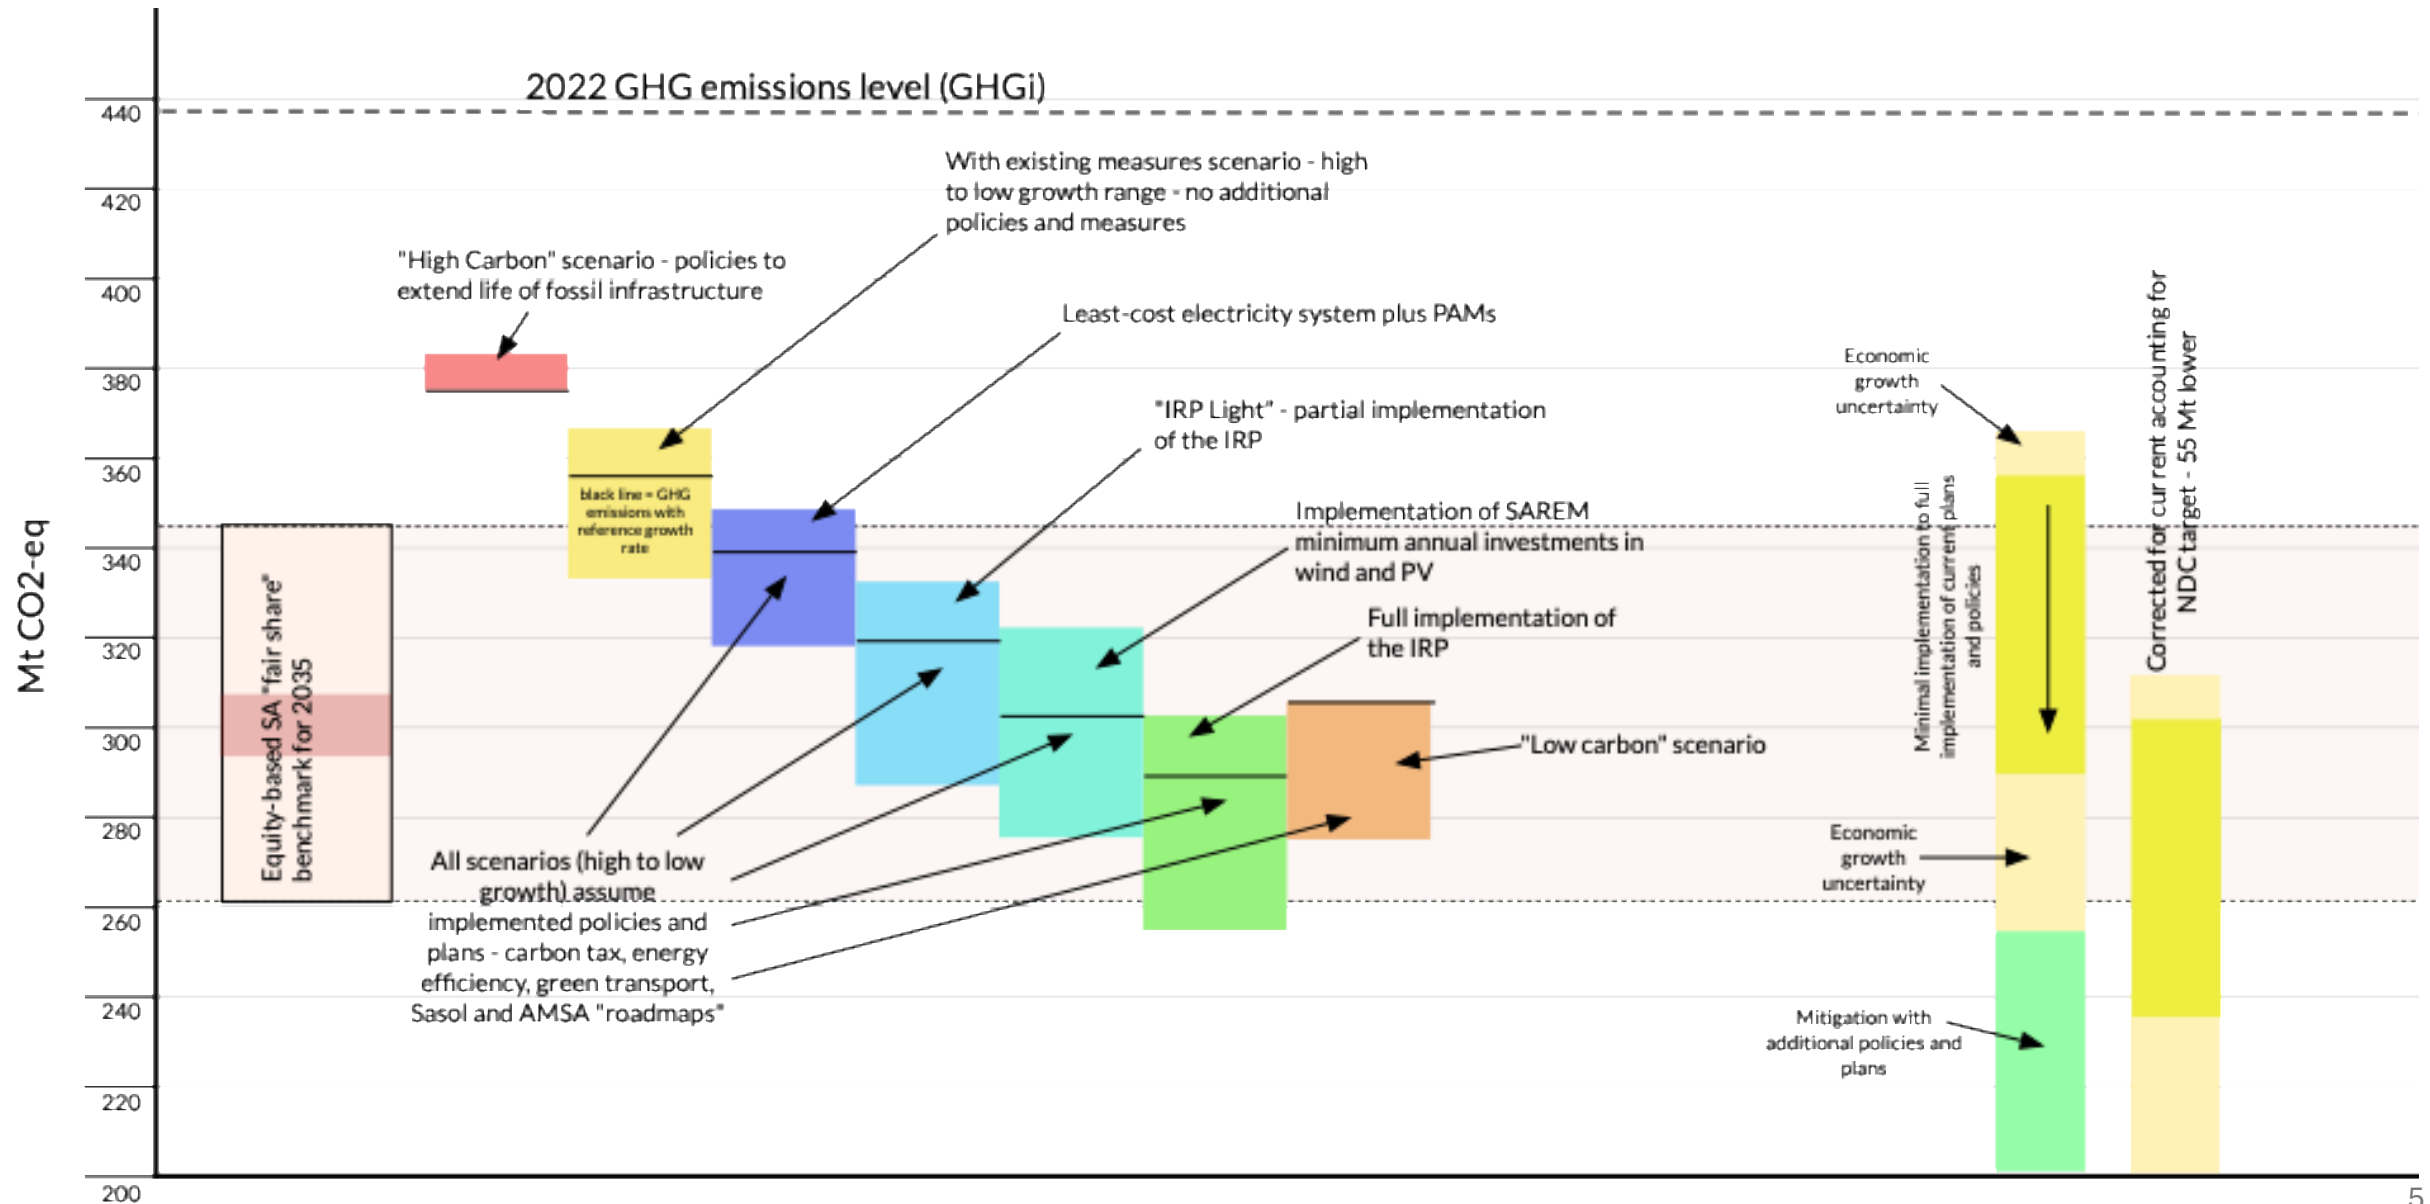 2022 GHG emissions level (GHGi)
440
420
400
380
360
340
320
300
280
260
240
220
200
Mt CO2-eq
With existing measures scenario - high
to low growth range - no additional
policies and measures
"High Carbon" scenario - policies to
extend life of fossil infrastructure
Least-cost electricity system plus PAMs
"IRP Light" - partial implementation
of the IRP
black line = GHG
emissions with
reference growth
rate
Implementation of SAREM
minimum annual investments in
wind and PV
Full implementation of
the IRP
"Low carbon" scenario
Equity-based SA "fair share"
benchmark for 2035
All scenarios (high to low
growth) assume
implemented policies and
plans - carbon tax, energy
efficiency, green transport,
Sasol and AMSA "roadmaps"
Economic
growth
uncertainty
Minimal implementation to full
implementation of current plans
and policies
Economic
growth
uncertainty
Mitigation with
additional policies and
plans
Corrected for current accounting for
NDC target - 55 Mt lower
5